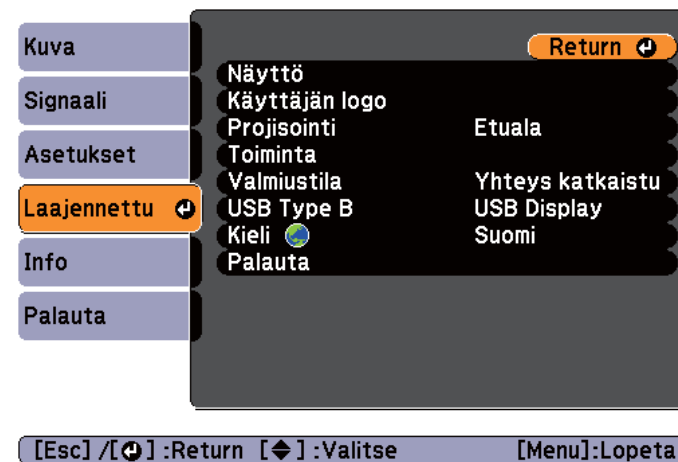 Kuva
Signaali
Asetukset
Laajennettu
Info
Palauta
Return
Näyttö
Käyttäjän logo
Projisointi Etuala
Toiminta
Valmiustila Yhteys katkaistu
USB Type B USB Display
Kieli Suomi
Palauta
[Esc] /[ ] :Return [ ] :Valitse [Menu]:Lopeta